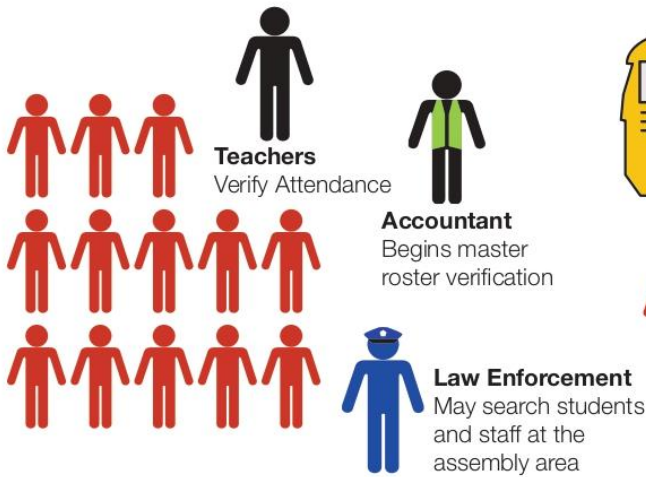 Teachers
Verify Attendance
Accountant
Begins master
roster verification
Law Enforcement
May search students
and staff at the
assembly area